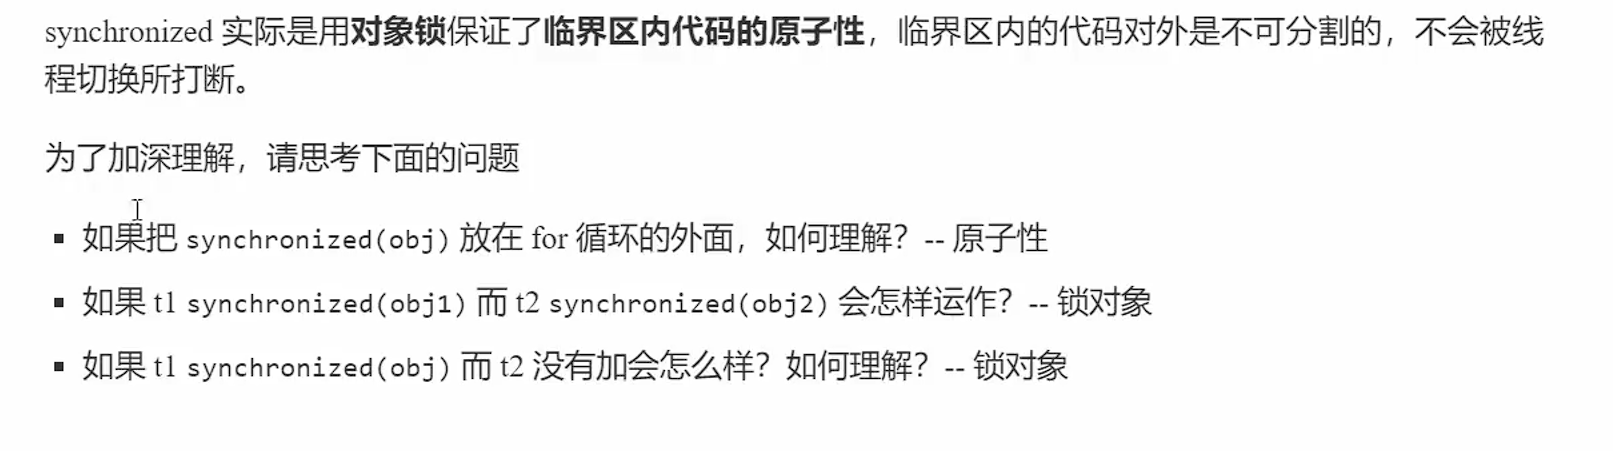 synchronized 实际是用对象锁保证了临界区内代码的原子性，临界区内的代码对外是不可分割的，不会被线
程切换所打断。
为了加深理解，请思考下面的问题
▪ 如果把 synchronized(obj) 放在 for 循环的外面，如何理解？-- 原子性
▪ 如果 t1 synchronized(obj1) 而 t2 synchronized(obj2) 会怎样运作？-- 锁对象
▪ 如果 t1 synchronized(obj) 而 t2 没有加会怎么样？如何理解？-- 锁对象